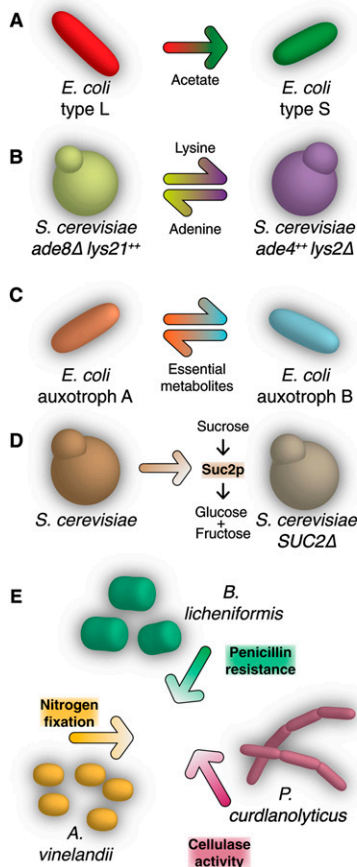 A
Acetate
E. coli
type L
E. coli
type S
B
Lysine
Adenine
S. cerevisiae
ade8Δ lys21⁺⁺
S. cerevisiae
ade4⁺⁺ lys2Δ
C
Essential
metabolites
E. coli
auxotroph A
E. coli
auxotroph B
D
Sucrose
Suc2p
Glucose
+
Fructose
S. cerevisiae
S. cerevisiae
SUC2Δ
E
B.
licheniformis
Penicillin
resistance
Nitrogen
fixation
A.
vinelandii
P.
curdlanolyticus
Cellulase
activity